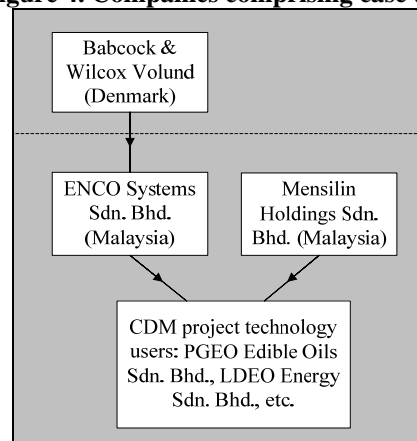 Figure 4. Companies comprising case
Babcock &
Wilcox Volund
(Denmark)
ENCO Systems
Sdn. Bhd.
(Malaysia)
Mensilin
Holdings Sdn.
Bhd. (Malaysia)
CDM project technology
users: PGEO Edible Oils
Sdn. Bhd., LDEO Energy
Sdn. Bhd., etc.